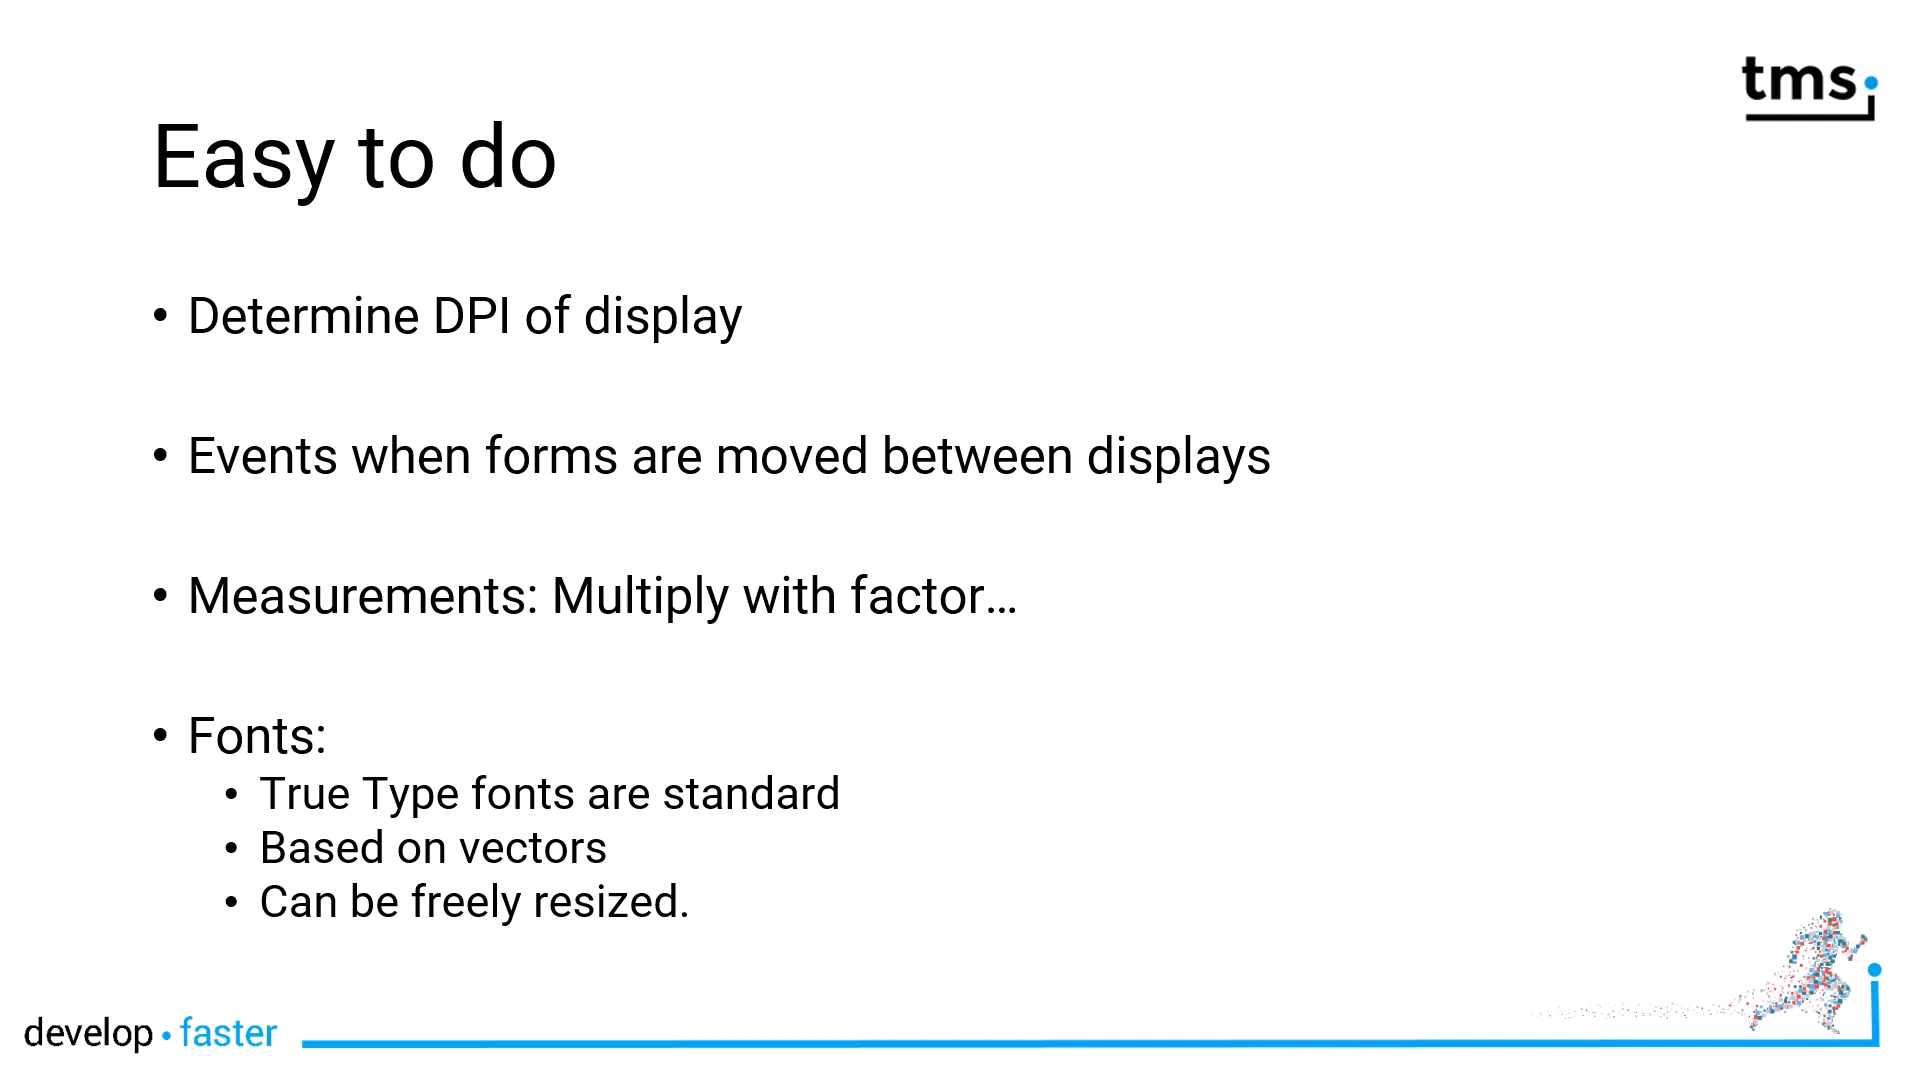 tms
Easy to do
• Determine DPI of display
• Events when forms are moved between displays
• Measurements: Multiply with factor…
• Fonts:
• True Type fonts are standard
• Based on vectors
• Can be freely resized.
develop • faster